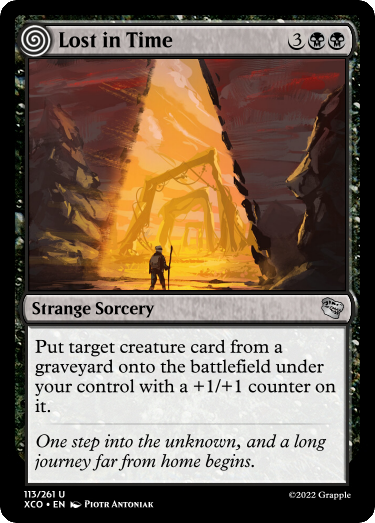 Lost in Time 3
Strange Sorcery
Put target creature card from a
graveyard onto the battlefield under
your control with a +1/+1 counter on
it.
One step into the unknown, and a long
journey far from home begins.
113/261 U
XCO • EN Piotr Antoniak
©2022 Grapple